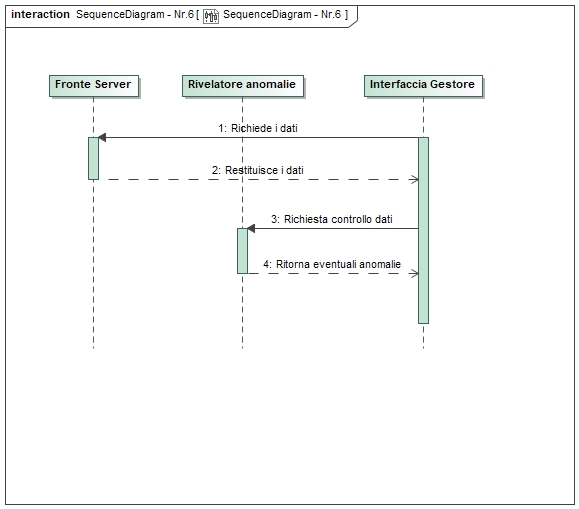 interaction SequenceDiagram - Nr.6 [ SequenceDiagram - Nr.6 ]
Fronte Server Rivelatore anomalie Interfaccia Gestore
1: Richiede i dati
2: Restituisce i dati
3: Richiesta controllo dati
4: Ritorna eventuali anomalie